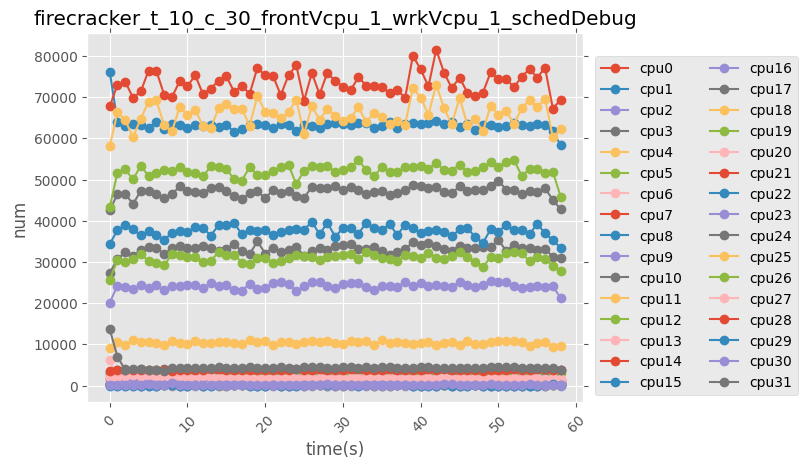 firecracker_t_10_c_30_frontVcpu_1_wrkVcpu_1_schedDebug
80000
70000
60000
50000
40000
30000
20000
10000
0
num
0
10
20
30
40
50
60
time(s)
cpu0
cpu1
cpu2
cpu3
cpu4
cpu5
cpu6
cpu7
cpu8
cpu9
cpu10
cpu11
cpu12
cpu13
cpu14
cpu15
cpu16
cpu17
cpu18
cpu19
cpu20
cpu21
cpu22
cpu23
cpu24
cpu25
cpu26
cpu27
cpu28
cpu29
cpu30
cpu31